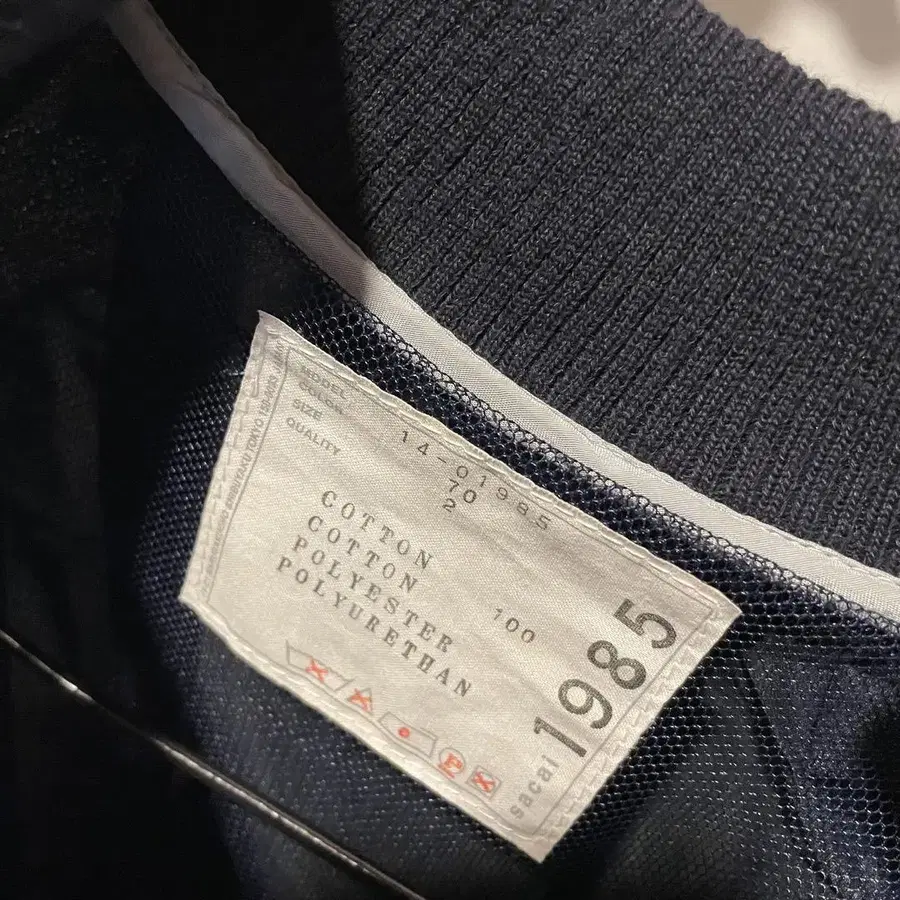 MODEL 14-01985
COLOR 70
SIZE 2
QUALITY
COTTON
COTTON 100
POLYESTER
POLYURETHAN
sacai 1985
P